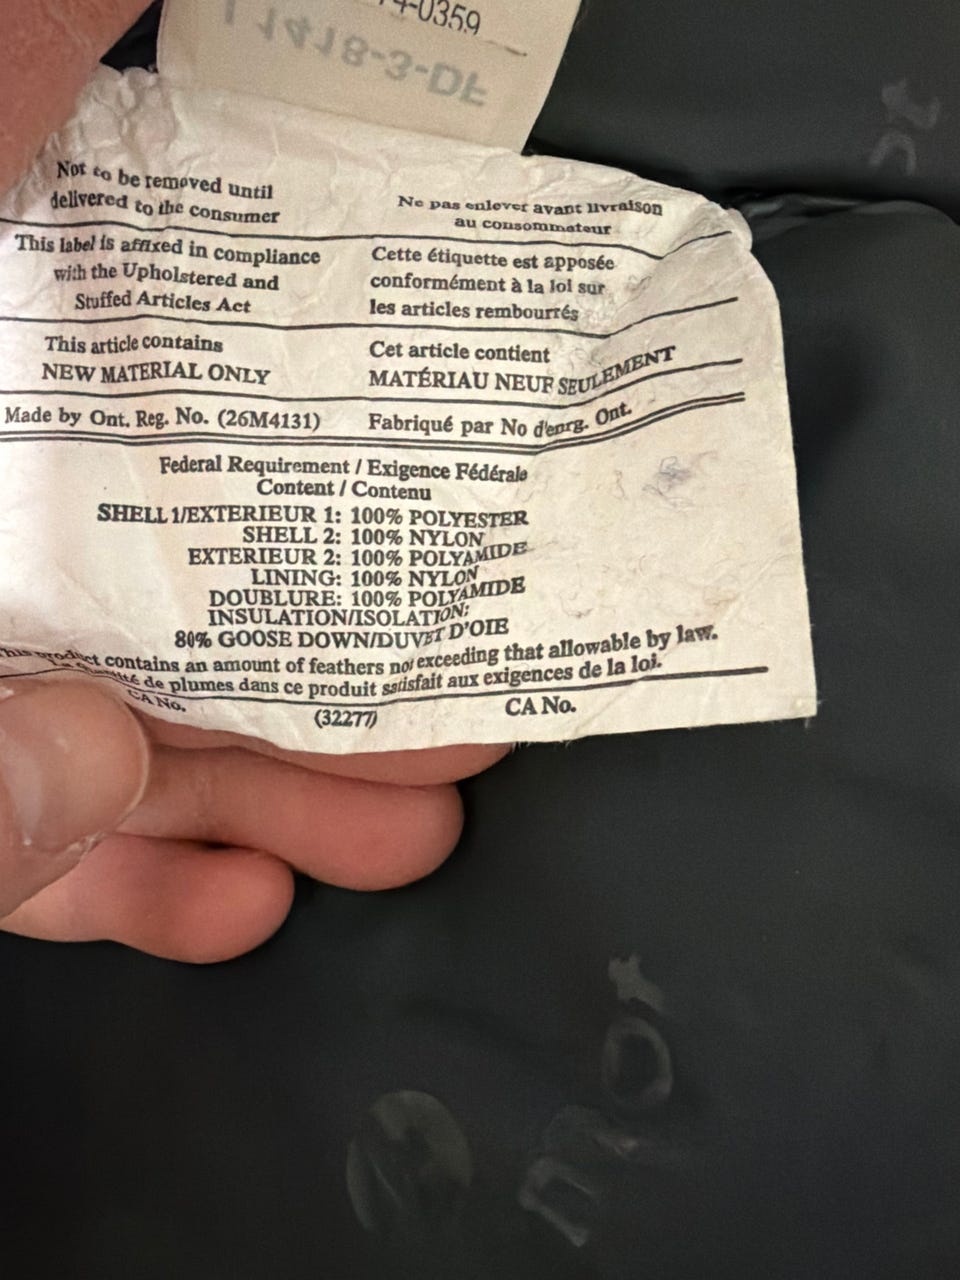 4-0359
1418-3-DF
Not to be removed until
delivered to the consumer
Ne pas enlever avant livraison
au consommateur
This label is affixed in compliance
with the Upholstered and
Stuffed Articles Act
Cette étiquette est apposée
conformément à la loi sur
les articles rembourrés
This article contains
NEW MATERIAL ONLY
Cet article contient
MATÉRIAU NEUF SEULEMENT
Made by Ont. Reg. No. (26M4131)
Fabriqué par No d'enrg. Ont.
Federal Requirement / Exigence Fédérale
Content / Contenu
SHELL 1/EXTERIEUR 1: 100% POLYESTER
SHELL 2: 100% NYLON
EXTERIEUR 2: 100% POLYAMIDE
LINING: 100% NYLON
DOUBLURE: 100% POLYAMIDE
INSULATION/ISOLATION:
80% GOOSE DOWN/DUVET D'OIE
This product contains an amount of feathers not exceeding that allowable by law.
La quantité de plumes dans ce produit satisfait aux exigences de la loi.
CA No.
(32277)
CA No.